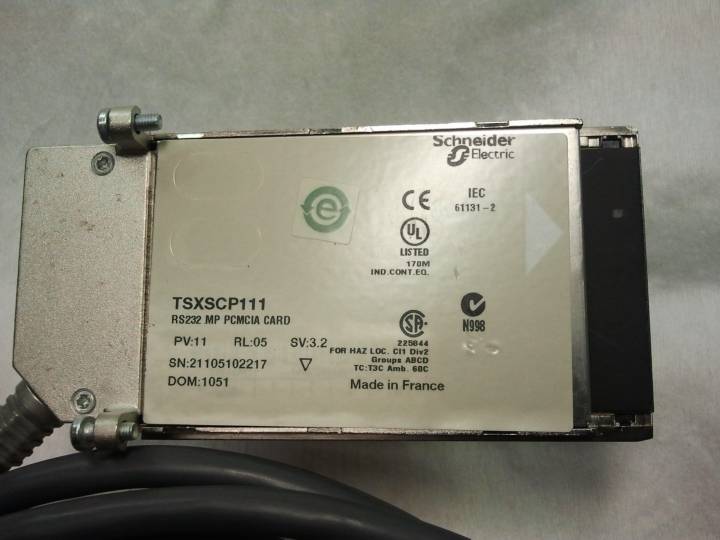 Schneider
Electric
CE
IEC
61131-2
UL
LISTED
170M
IND.CONT.EQ.
e
TSXSCP111
RS232 MP PCMCIA CARD
PV:11 RL:05 SV:3.2
SN:21105102217
DOM:1051
SA
225844
FOR HAZ LOC. Cl1 Div2
Groups ABCD
TC:T3C Amb. 60C
N998
Made in France